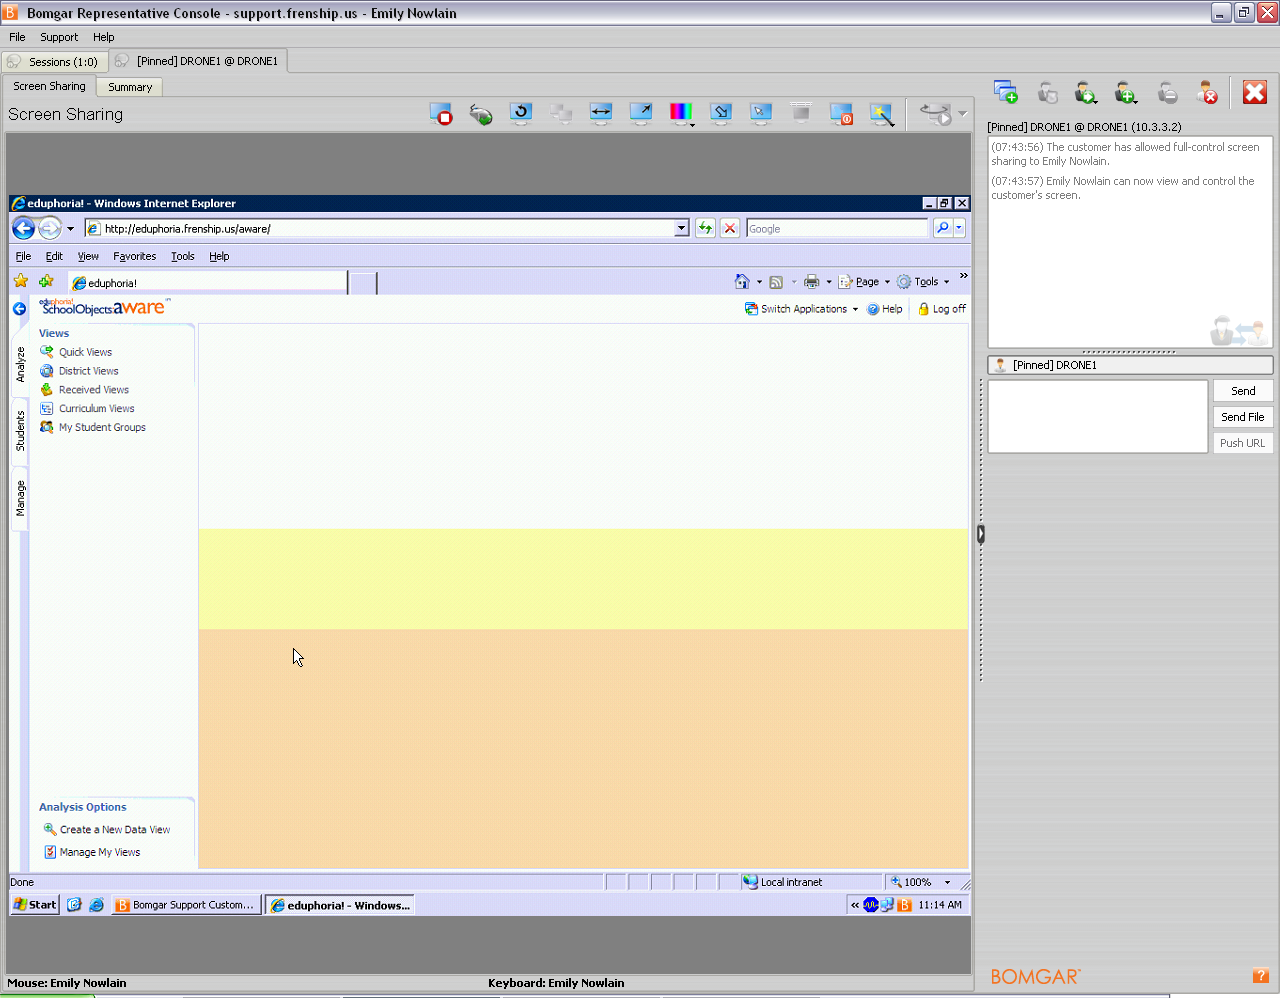 Bomgar Representative Console - support.frenship.us - Emily Nowlain
File Support Help
Sessions (1:0) [Pinned] DRONE1 @ DRONE1
Screen Sharing Summary
Screen Sharing
[Pinned] DRONE1 @ DRONE1 (10.3.3.2)
(07:43:56) The customer has allowed full-control screen
sharing to Emily Nowlain.
(07:43:57) Emily Nowlain can now view and control the
customer's screen.
eduphoria! - Windows Internet Explorer
http://eduphoria.frenship.us/aware/
Google
File Edit View Favorites Tools Help
eduphoria!
Page Tools
eduphoria!
SchoolObjects:aware
Switch Applications Help Log off
Views
Quick Views
District Views
Received Views
Curriculum Views
My Student Groups
Analyze
Students
Manage
[Pinned] DRONE1
Send
Send File
Push URL
Analysis Options
Create a New Data View
Manage My Views
Done Local intranet 100%
Start Bomgar Support Custom... eduphoria! - Windows... 11:14 AM
Mouse: Emily Nowlain Keyboard: Emily Nowlain
BOMGAR